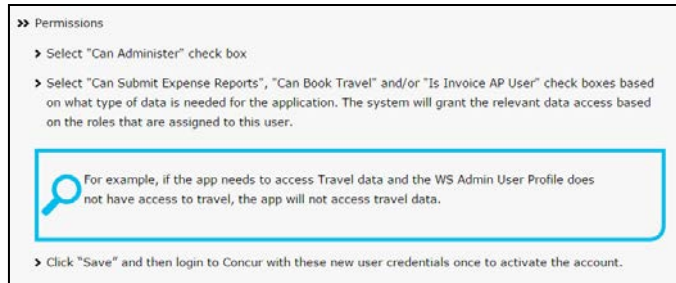 >> Permissions
> Select "Can Administer" check box
> Select "Can Submit Expense Reports", "Can Book Travel" and/or "Is Invoice AP User" check boxes based
on what type of data is needed for the application. The system will grant the relevant data access based
on the roles that are assigned to this user.
For example, if the app needs to access Travel data and the WS Admin User Profile does
not have access to travel, the app will not access travel data.
> Click “Save” and then login to Concur with these new user credentials once to activate the account.